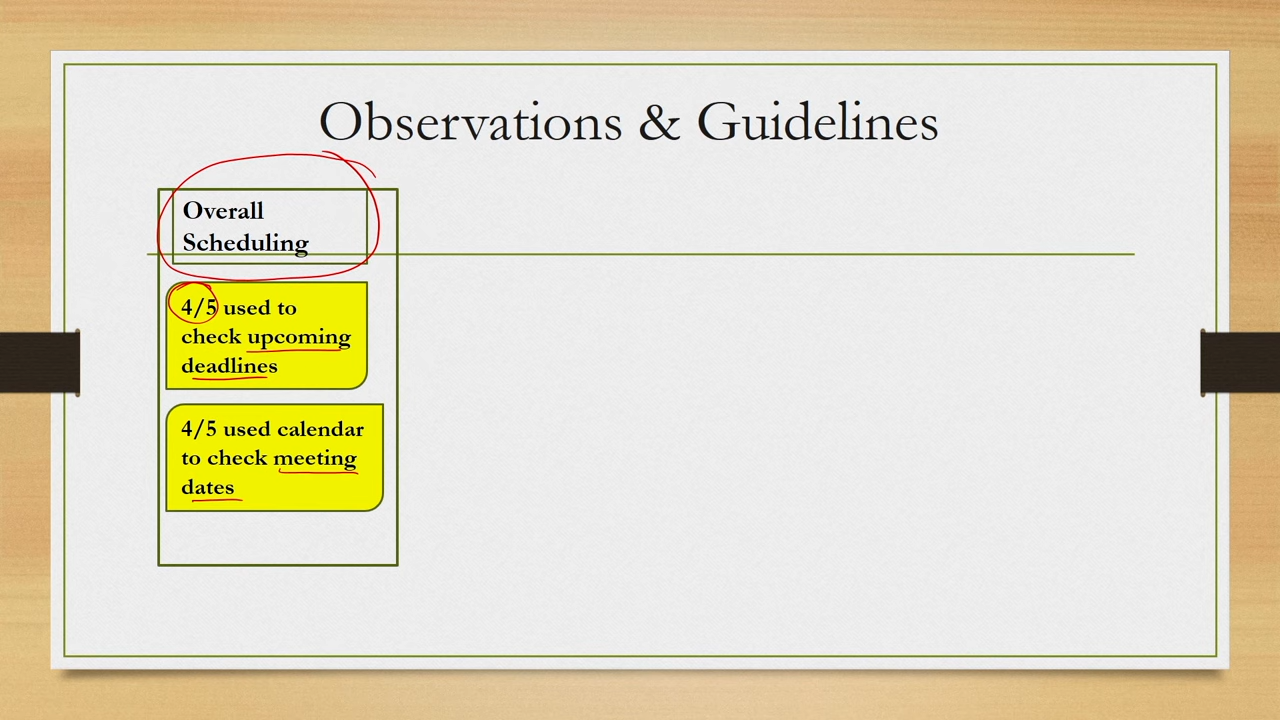 Observations & Guidelines
Overall
Scheduling
4/5 used to
check upcoming
deadlines
4/5 used calendar
to check meeting
dates